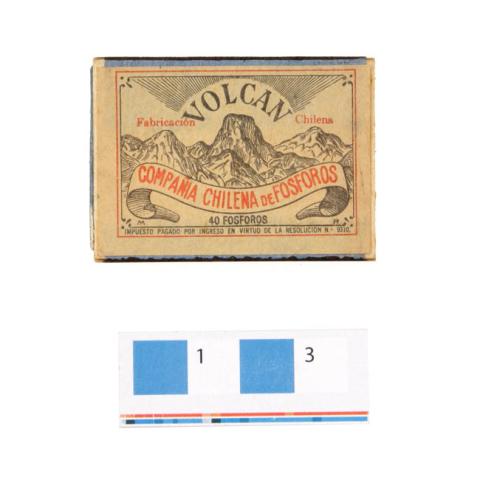 VOLCAN
Fabricación Chilena
COMPAÑIA CHILENA DE FOSFOROS
40 FOSFOROS
IMPUESTO PAGADO POR INGRESO EN VIRTUD DE LA RESOLUCION N.º 9310.
1 3